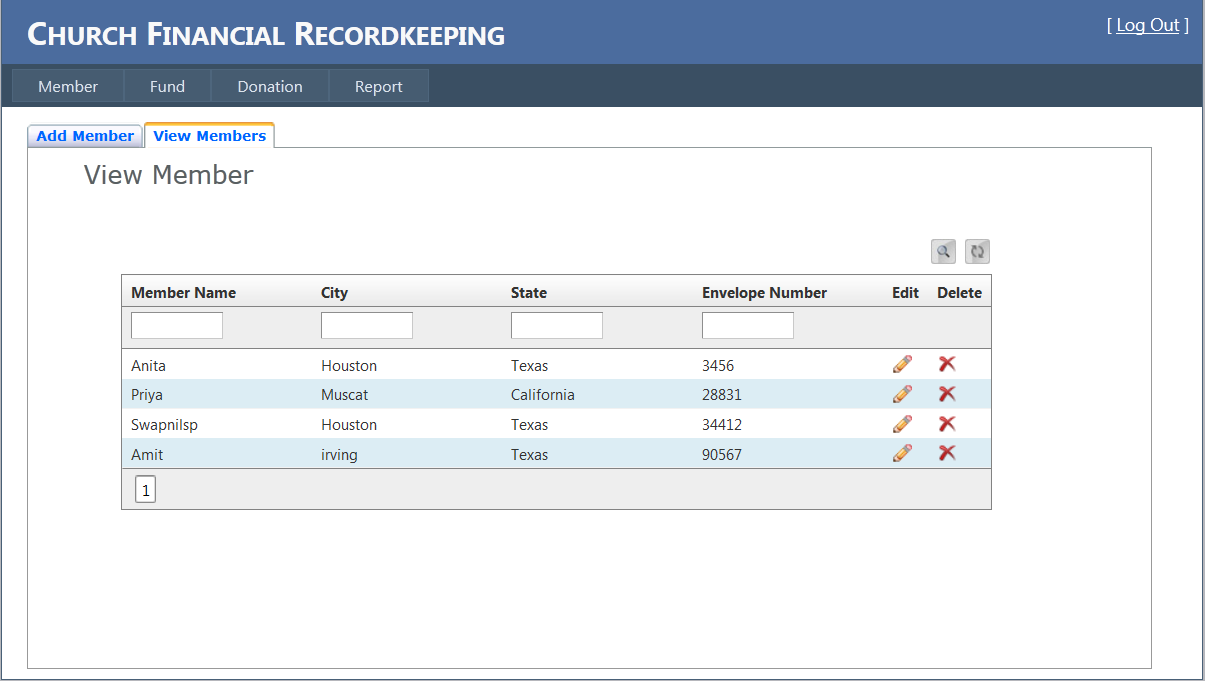 CHURCH FINANCIAL RECORDKEEPING
[ Log Out ]
Member Fund Donation Report
Add Member View Members
View Member
Member Name City State Envelope Number Edit Delete
Anita Houston Texas 3456
Priya Muscat California 28831
Swapnilsp Houston Texas 34412
Amit irving Texas 90567
1